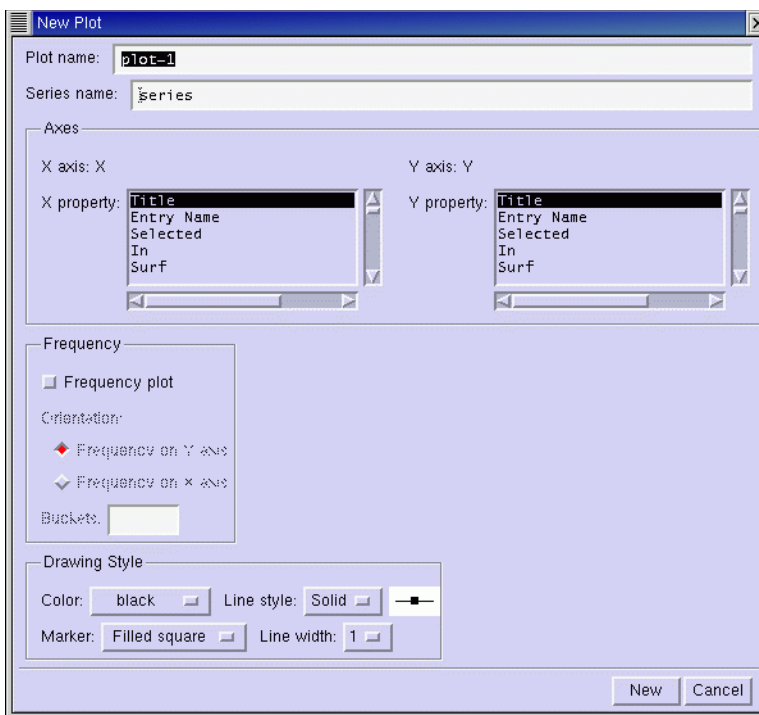 New Plot
Plot name: plot-1
Series name: series
Axes
X axis: X Y axis: Y
X property: Title Y property: Title
Entry Name Entry Name
Selected Selected
In In
Surf Surf
Frequency
Frequency plot
Orientation:
Frequency on Y axis
Frequency on X axis
Buckets:
Drawing Style
Color: black Line style: Solid
Marker: Filled square Line width: 1
New Cancel